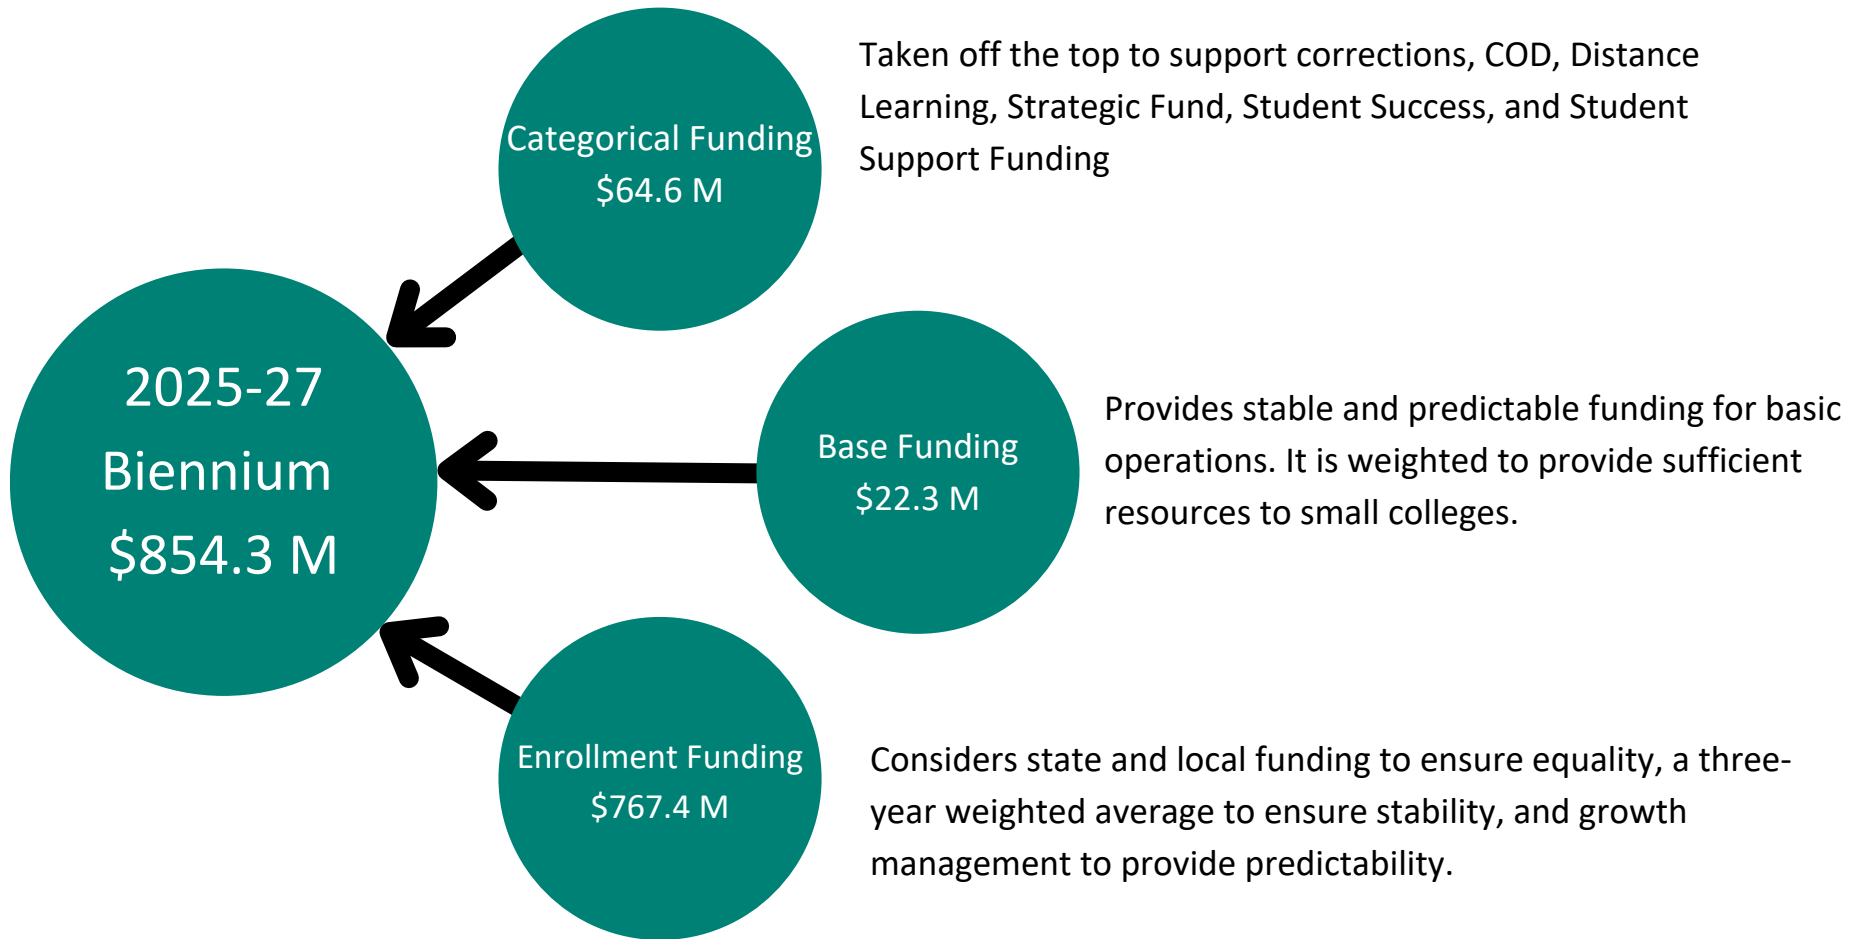 Categorical Funding
$64.6 M
Taken off the top to support corrections, COD, Distance
Learning, Strategic Fund, Student Success, and Student
Support Funding
2025-27
Biennium
$854.3 M
Base Funding
$22.3 M
Provides stable and predictable funding for basic
operations. It is weighted to provide sufficient
resources to small colleges.
Enrollment Funding
$767.4 M
Considers state and local funding to ensure equality, a three-
year weighted average to ensure stability, and growth
management to provide predictability.